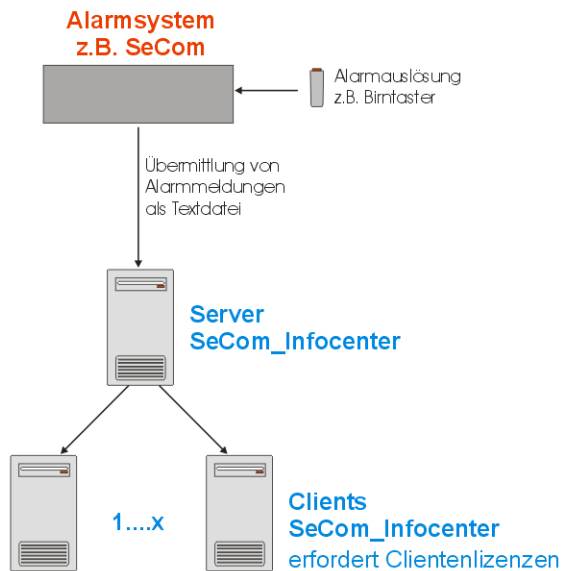 Alarmsystem
z.B. SeCom
Alarmauslösung
z.B. Birntaster
Übermittlung von
Alarmmeldungen
als Textdatei
Server
SeCom_Infocenter
1....x
Clients
SeCom_Infocenter
erfordert Clientenlizenzen